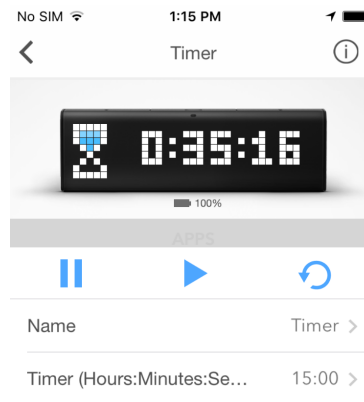 No SIM 1:15 PM
Timer
0:35:16
100%
APPS
Name Timer
Timer (Hours:Minutes:Se... 15:00